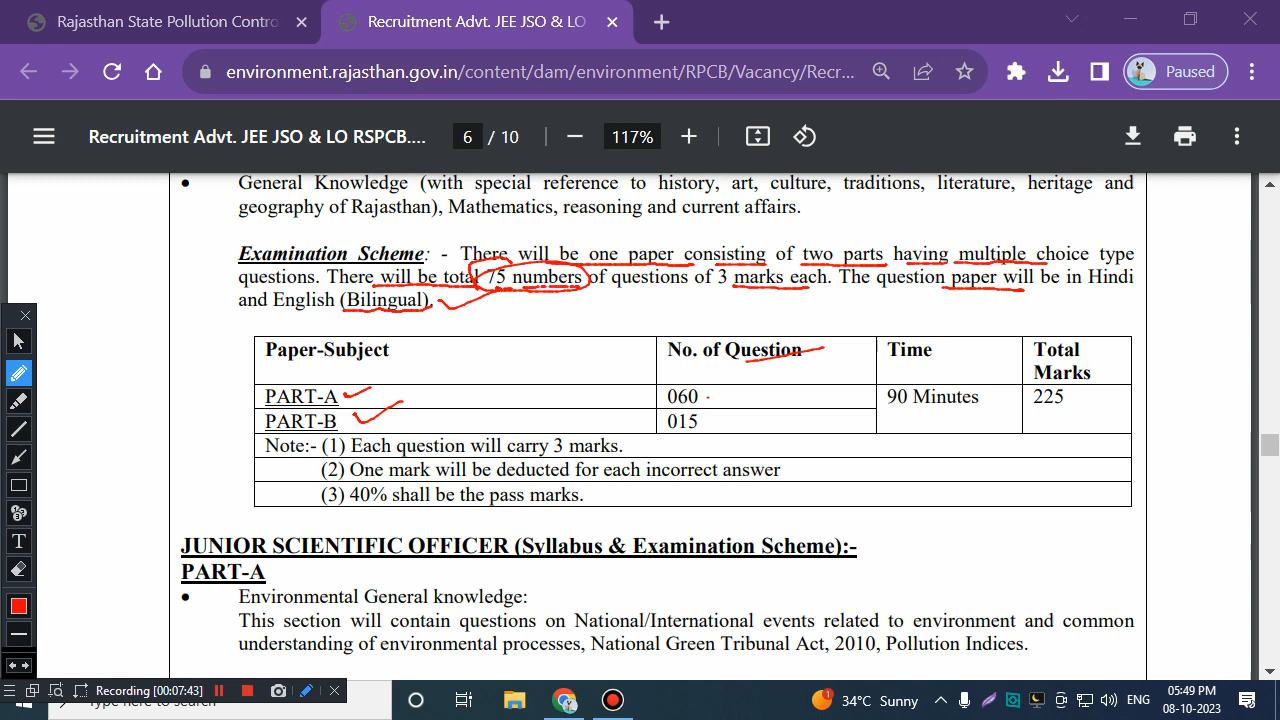 Rajasthan State Pollution Contro
Recruitment Advt. JEE JSO & LO
environment.rajasthan.gov.in/content/dam/environment/RPCB/Vacancy/Recr...
Paused
Recruitment Advt. JEE JSO & LO RSPCB....
6 / 10
117%
General Knowledge (with special reference to history, art, culture, traditions, literature, heritage and
geography of Rajasthan), Mathematics, reasoning and current affairs.
Examination Scheme: - There will be one paper consisting of two parts having multiple choice type
questions. There will be total 75 numbers of questions of 3 marks each. The question paper will be in Hindi
and English (Bilingual).
Paper-Subject No. of Question Time Total
Marks
PART-A 060 90 Minutes 225
PART-B 015
Note:- (1) Each question will carry 3 marks.
(2) One mark will be deducted for each incorrect answer
(3) 40% shall be the pass marks.
JUNIOR SCIENTIFIC OFFICER (Syllabus & Examination Scheme):-
PART-A
Environmental General knowledge:
This section will contain questions on National/International events related to environment and common
understanding of environmental processes, National Green Tribunal Act, 2010, Pollution Indices.
T
Recording [00:07:43]
Type here to search
1
34°C Sunny
ENG
05:49 PM
08-10-2023